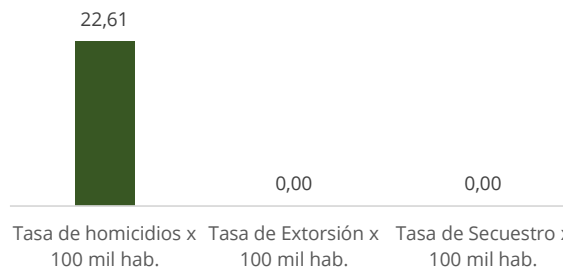 22,61
0,00
0,00
Tasa de homicidios x
100 mil hab.
Tasa de Extorsión x
100 mil hab.
Tasa de Secuestro x
100 mil hab.